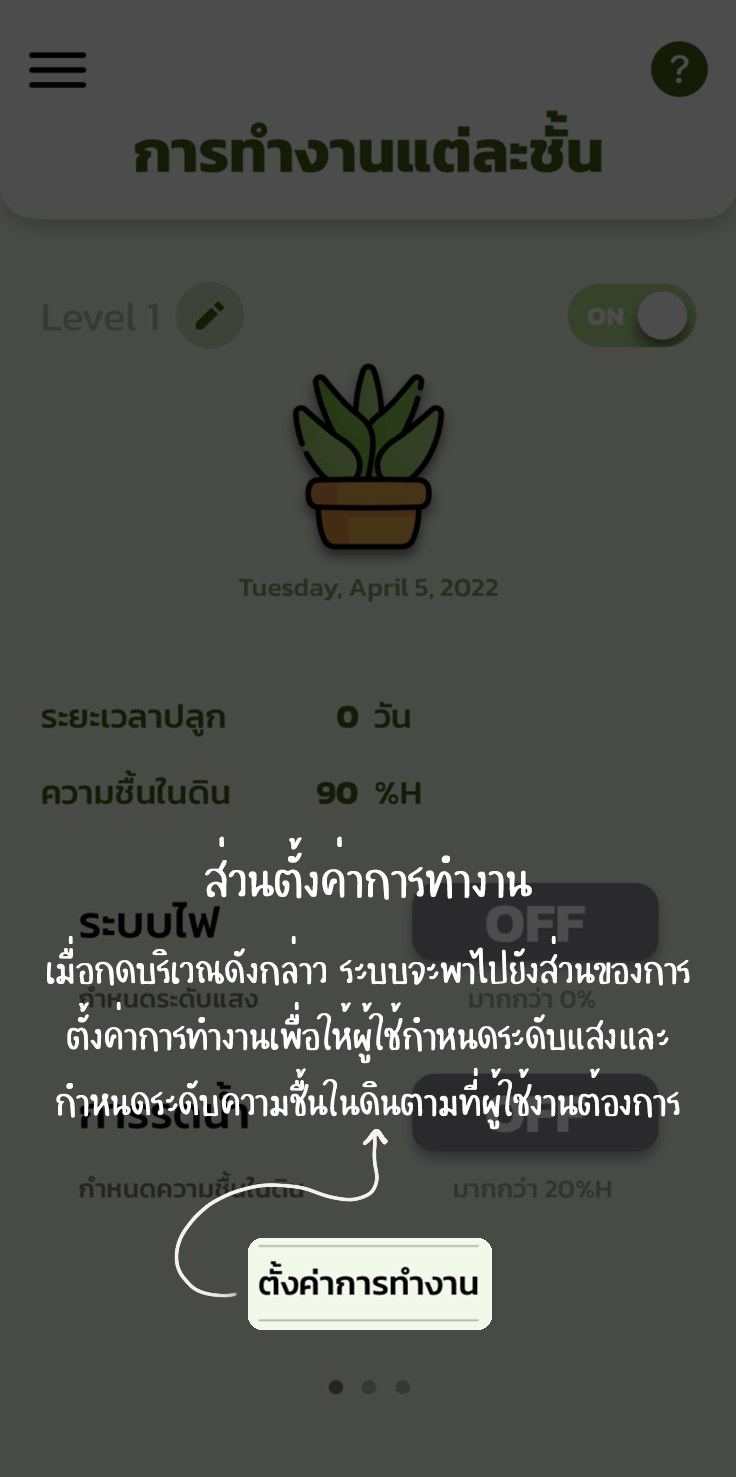 ?
การทำงานแต่ละชั้น
Level 1
ON
Tuesday, April 5, 2022
ระยะเวลาปลูก 0 วัน
ความชื้นในดิน 90 %H
ส่วนตั้งค่าการทำงาน
ระบบไฟ OFF
เมื่อกดบริเวณดังกล่าว ระบบจะพาไปยังส่วนของการ
กำหนดระดับแสง มากกว่า 0%
ตั้งค่าการทำงานเพื่อให้ผู้ใช้กำหนดระดับแสงและ
กำหนดระดับความชื้นในดินตามที่ผู้ใช้งานต้องการ
การรดน้ำ OFF
กำหนดความชื้นในดิน มากกว่า 20%H
ตั้งค่าการทำงาน